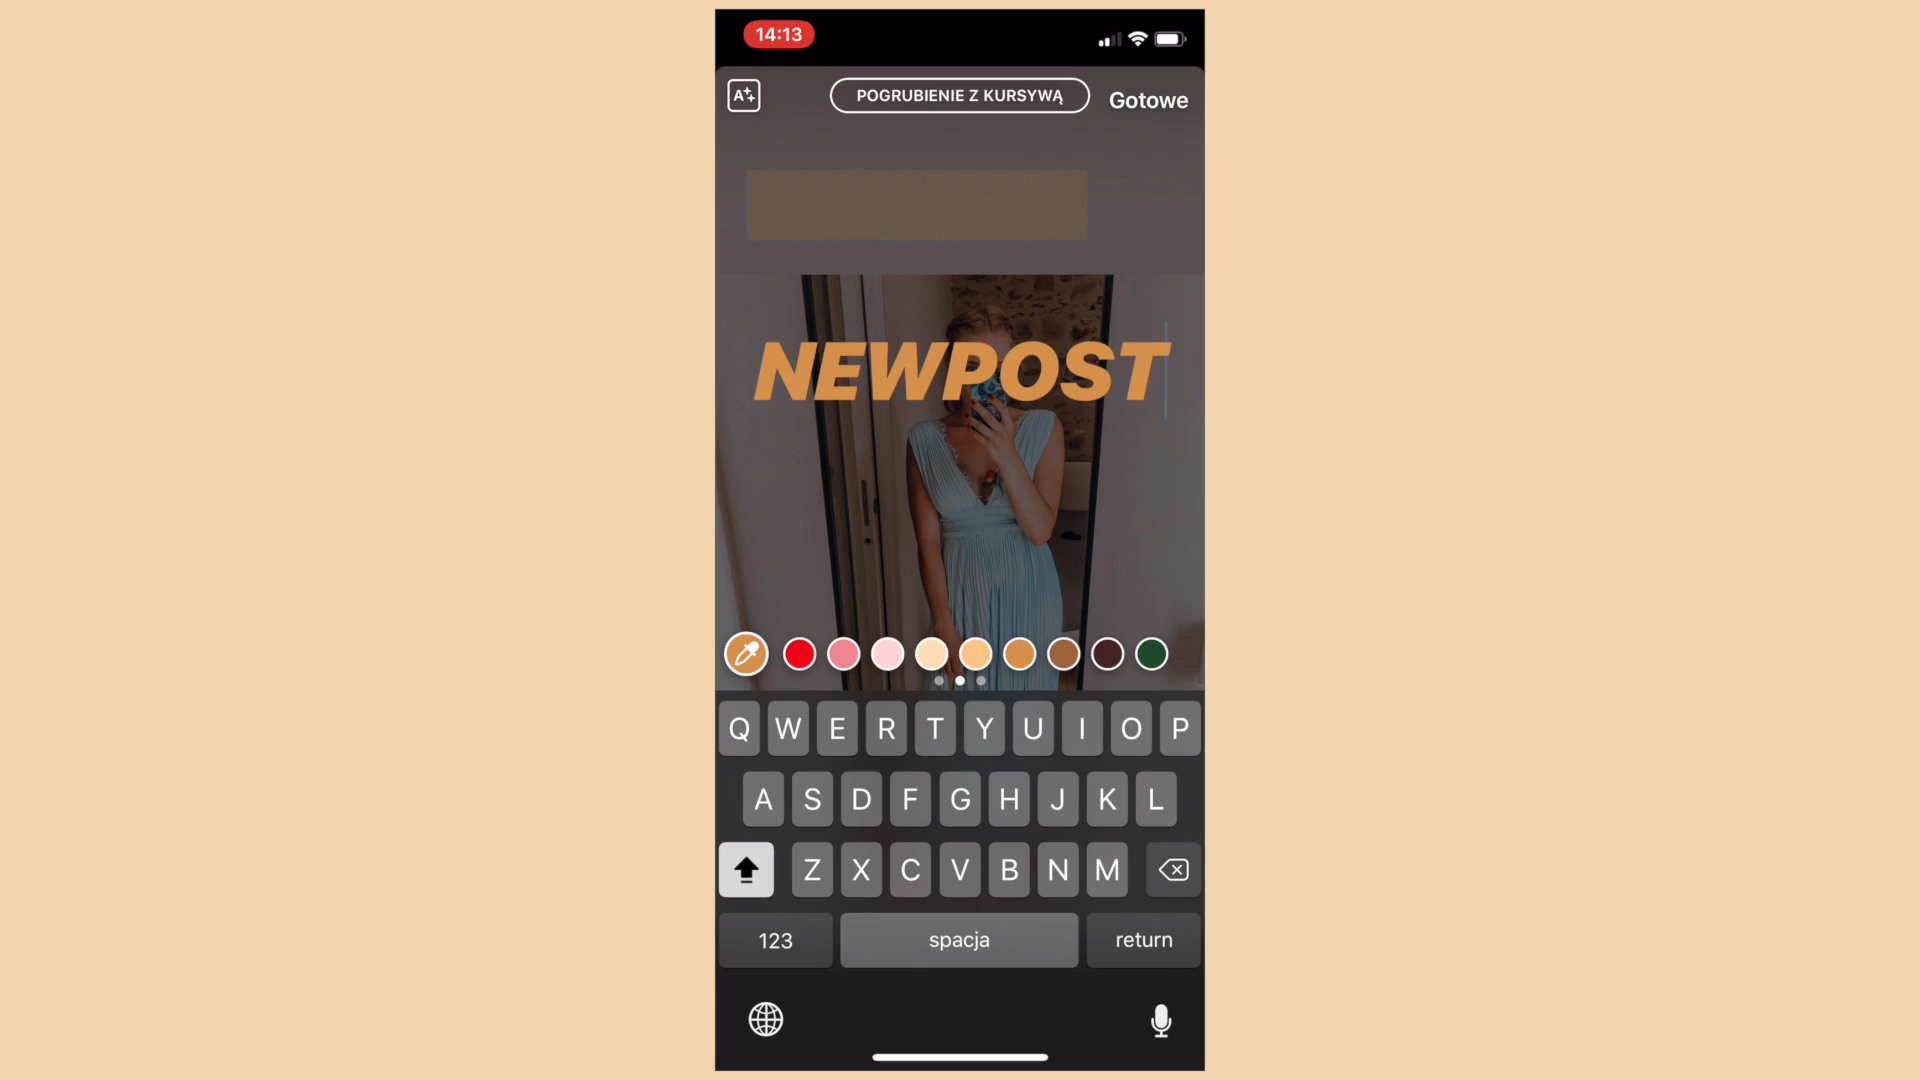 14:13
A
POGRUBIENIE Z KURSYWĄ
Gotowe
NEWPOST
Q W E R T Y U I O P
A S D F G H J K L
Z X C V B N M
123 spacja return